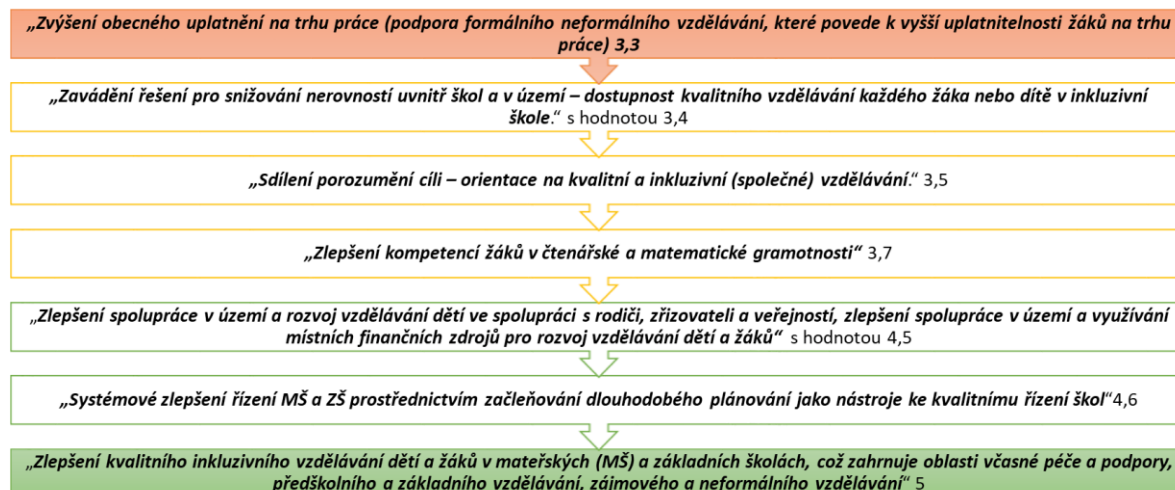 „Zvýšení obecného uplatnění na trhu práce (podpora formálního neformálního vzdělávání, které povede k vyšší uplatnitelnosti žáků na trhu
práce) 3,3
„Zavádění řešení pro snižování nerovností uvnitř škol a v území – dostupnost kvalitního vzdělávání každého žáka nebo dítě v inkluzivní
škole.“ s hodnotou 3,4
„Sdílení porozumění cíli – orientace na kvalitní a inkluzivní (společné) vzdělávání.“ 3,5
„Zlepšení kompetencí žáků v čtenářské a matematické gramotnosti“ 3,7
„Zlepšení spolupráce v území a rozvoj vzdělávání dětí ve spolupráci s rodiči, zřizovateli a veřejností, zlepšení spolupráce v území a využívání
místních finančních zdrojů pro rozvoj vzdělávání dětí a žáků“ s hodnotou 4,5
„Systémové zlepšení řízení MŠ a ZŠ prostřednictvím začleňování dlouhodobého plánování jako nástroje ke kvalitnímu řízení škol“4,6
„Zlepšení kvalitního inkluzivního vzdělávání dětí a žáků v mateřských (MŠ) a základních školách, což zahrnuje oblasti včasné péče a podpory,
předškolního a základního vzdělávání, zájmového a neformálního vzdělávání“ 5